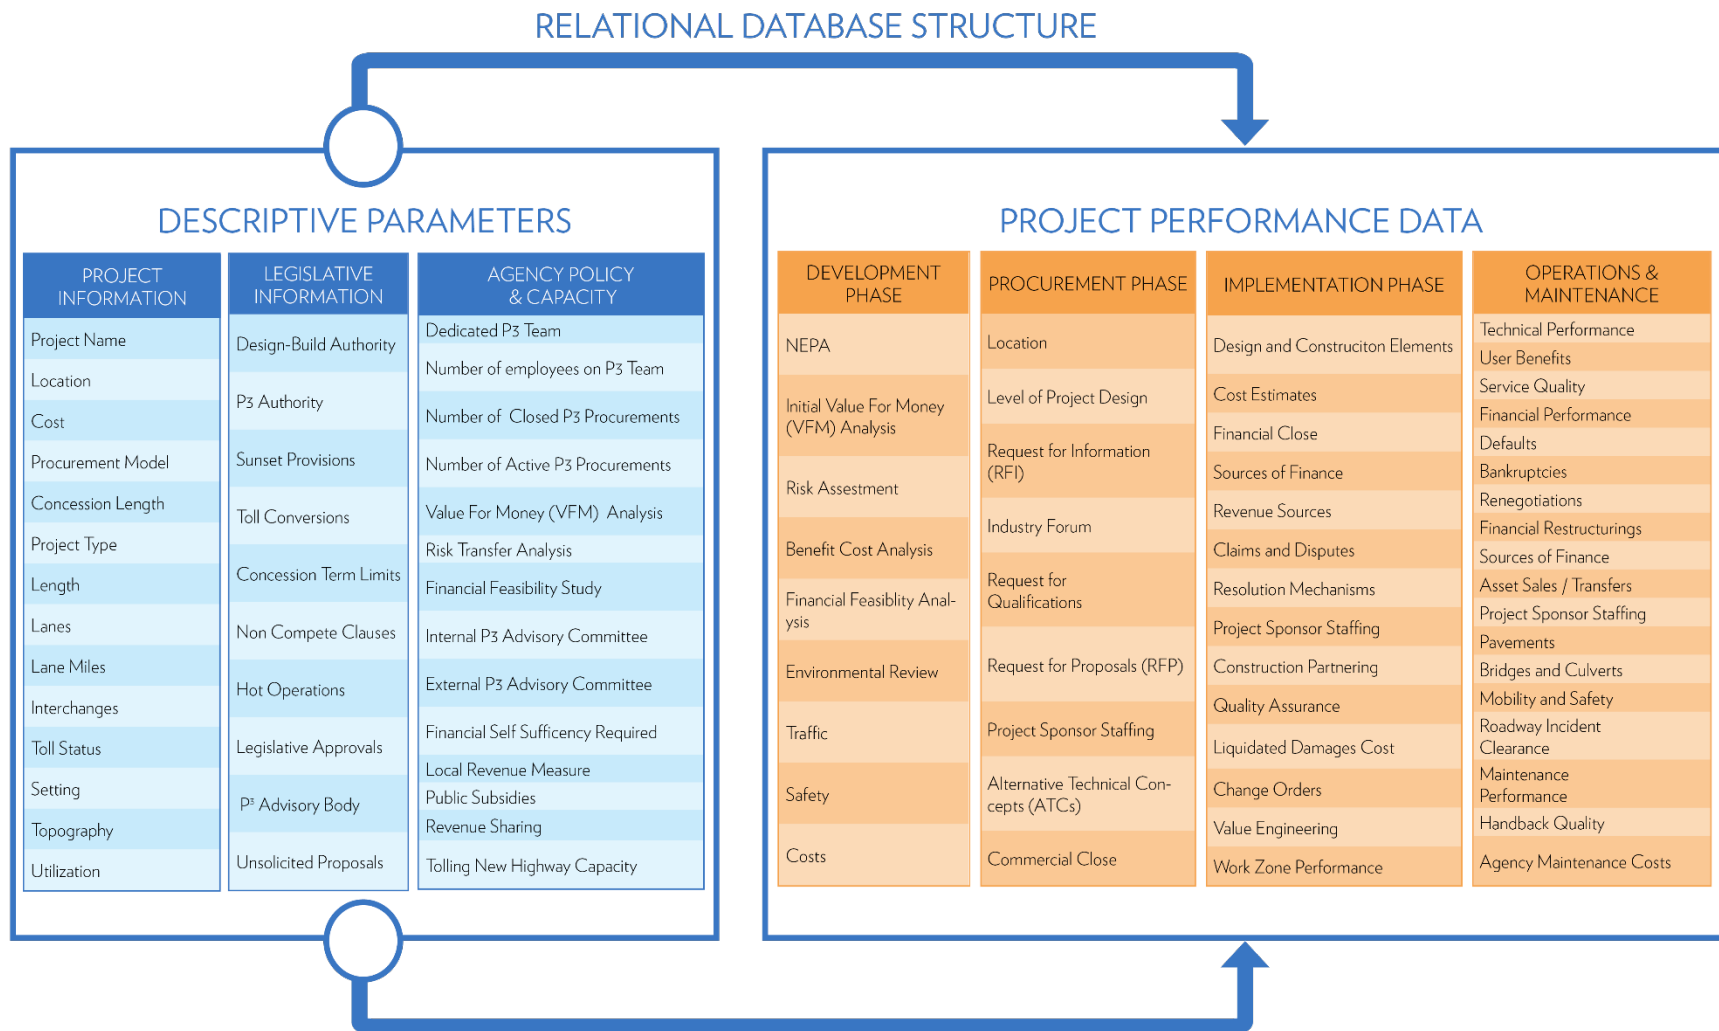 RELATIONAL DATABASE STRUCTURE
DESCRIPTIVE PARAMETERS
PROJECT
INFORMATION
Project Name
Location
Cost
Procurement Model
Concession Length
Project Type
Length
Lanes
Lane Miles
Interchanges
Toll Status
Setting
Topography
Utilization
LEGISLATIVE
INFORMATION
Design-Build Authority
P3 Authority
Sunset Provisions
Toll Conversions
Concession Term Limits
Non Compete Clauses
Hot Operations
Legislative Approvals
P³ Advisory Body
Unsolicited Proposals
AGENCY POLICY
& CAPACITY
Dedicated P3 Team
Number of employees on P3 Team
Number of Closed P3 Procurements
Number of Active P3 Procurements
Value For Money (VFM) Analysis
Risk Transfer Analysis
Financial Feasibility Study
Internal P3 Advisory Committee
External P3 Advisory Committee
Financial Self Sufficency Required
Local Revenue Measure
Public Subsidies
Revenue Sharing
Tolling New Highway Capacity
PROJECT PERFORMANCE DATA
DEVELOPMENT
PHASE
NEPA
Initial Value For Money
(VFM) Analysis
Risk Assestment
Benefit Cost Analysis
Financial Feasiblity Anal-
ysis
Environmental Review
Traffic
Safety
Costs
PROCUREMENT PHASE
Location
Level of Project Design
Request for Information
(RFI)
Industry Forum
Request for
Qualifications
Request for Proposals (RFP)
Project Sponsor Staffing
Alternative Technical Con-
cepts (ATCs)
Commercial Close
IMPLEMENTATION PHASE
Design and Construciton Elements
Cost Estimates
Financial Close
Sources of Finance
Revenue Sources
Claims and Disputes
Resolution Mechanisms
Project Sponsor Staffing
Construction Partnering
Quality Assurance
Liquidated Damages Cost
Change Orders
Value Engineering
Work Zone Performance
OPERATIONS &
MAINTENANCE
Technical Performance
User Benefits
Service Quality
Financial Performance
Defaults
Bankruptcies
Renegotiations
Financial Restructurings
Sources of Finance
Asset Sales / Transfers
Project Sponsor Staffing
Pavements
Bridges and Culverts
Mobility and Safety
Roadway Incident
Clearance
Maintenance
Performance
Handback Quality
Agency Maintenance Costs